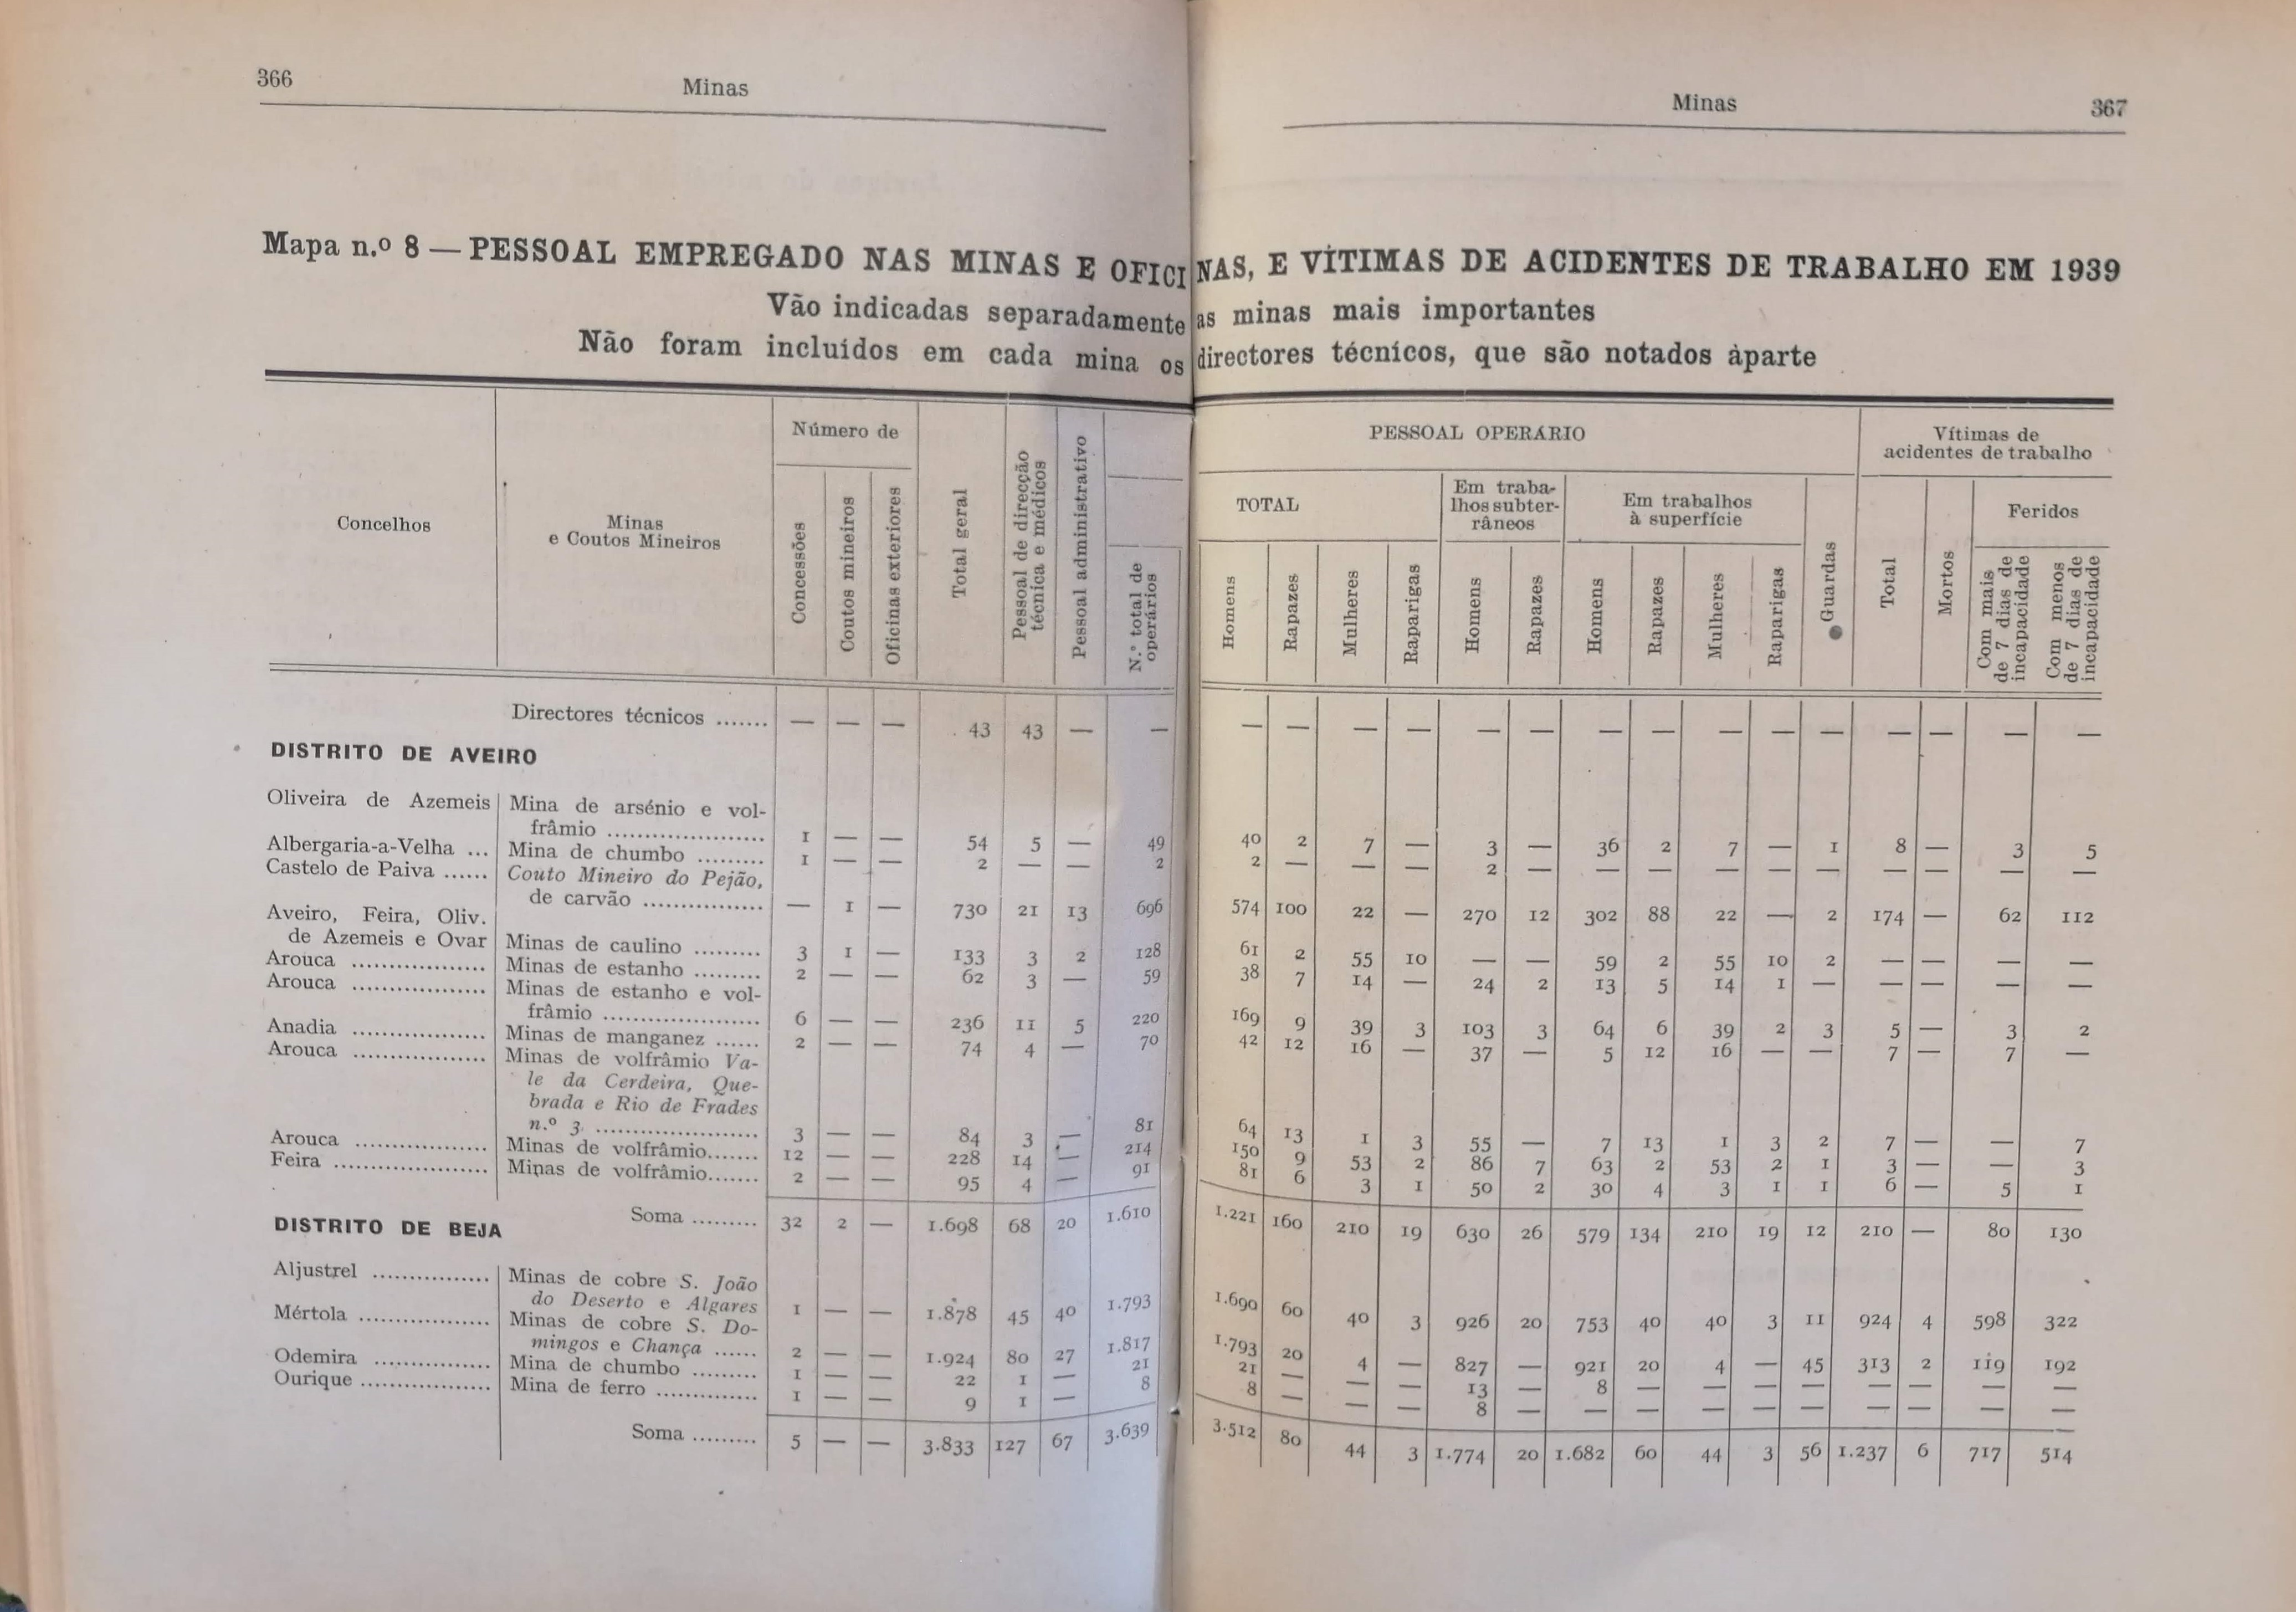 366
Minas
Minas
367
Mapa n.º 8 — PESSOAL EMPREGADO NAS MINAS E OFICINAS, E VÍTIMAS DE ACIDENTES DE TRABALHO EM 1939
Vão indicadas separadamente as minas mais importantes
Não foram incluídos em cada mina os directores técnicos, que são notados àparte
Concelhos
Minas
e Coutos Mineiros
Número de
Concessões
Coutos mineiros
Oficinas exteriores
Total geral
Pessoal de direcção
técnica e médicos
Pessoal administrativo
N.º total de
operários
PESSOAL OPERÁRIO
TOTAL
Homens
Rapazes
Mulheres
Raparigas
Em traba-
lhos subter-
râneos
Homens
Rapazes
Em trabalhos
à superfície
Homens
Rapazes
Mulheres
Raparigas
Guardas
Vítimas de
acidentes de trabalho
Total
Mortos
Feridos
Com mais
de 7 dias de
incapacidade
Com menos
de 7 dias de
incapacidade
Directores técnicos ....... — — — 43 43 — — — — — — — — — — — — — — — — —
DISTRITO DE AVEIRO
Oliveira de Azemeis Mina de arsénio e vol-
frâmio ..................... 1 — — 54 5 — 49 40 2 7 — 3 — 36 2 7 — 1 8 — 3 5
Albergaria-a-Velha ... Mina de chumbo ......... 1 — — 2 — — 2 2 — — — 2 — — — — — — — — — —
Castelo de Paiva ...... Couto Mineiro do Pejão,
de carvão ................ — 1 — 730 21 13 696 574 100 22 — 270 12 302 88 22 — 2 174 — 62 112
Aveiro, Feira, Oliv.
de Azemeis e Ovar Minas de caulino ......... 3 1 — 133 3 2 128 61 2 55 10 — — 59 2 55 10 2 — — — —
Arouca .................. Minas de estanho ......... 2 — — 62 3 — 59 38 7 14 — 24 2 13 5 14 1 — — — — —
Arouca .................. Minas de estanho e vol-
frâmio ..................... 6 — — 236 11 5 220 169 9 39 3 103 3 64 6 39 2 3 5 — 3 2
Anadia .................. Minas de manganez ...... 2 — — 74 4 — 70 42 12 16 — 37 — 5 12 16 — — 7 — 7 —
Arouca .................. Minas de volfrâmio Va-
le da Cerdeira, Que-
brada e Rio de Frades
n.º 3 ...................... 3 — — 84 3 — 81 64 13 1 3 55 — 7 13 1 3 2 7 — — 7
Arouca .................. Minas de volfrâmio....... 12 — — 228 14 — 214 150 9 53 2 86 7 63 2 53 2 1 3 — — 3
Feira ..................... Minas de volfrâmio....... 2 — — 95 4 — 91 81 6 3 1 50 2 30 4 3 1 1 6 — 5 1
Soma ......... 32 2 — 1.698 68 20 1.610 1.221 160 210 19 630 26 579 134 210 19 12 210 — 80 130
DISTRITO DE BEJA
Aljustrel ................ Minas de cobre S. João
do Deserto e Algares 1 — — 1.878 45 40 1.793 1.690 60 40 3 926 20 753 40 40 3 11 924 4 598 322
Mértola .................. Minas de cobre S. Do-
mingos e Chança ...... 2 — — 1.924 80 27 1.817 1.793 20 4 — 827 — 921 20 4 — 45 313 2 119 192
Odemira ............... Mina de chumbo ......... 1 — — 22 1 — 21 21 — — — 13 — 8 — — — — — — — —
Ourique .................. Mina de ferro .............. 1 — — 9 1 — 8 8 — — — 8 — — — — — — — — — —
Soma ......... 5 — — 3.833 127 67 3.639 3.512 80 44 3 1.774 20 1.682 60 44 3 56 1.237 6 717 514